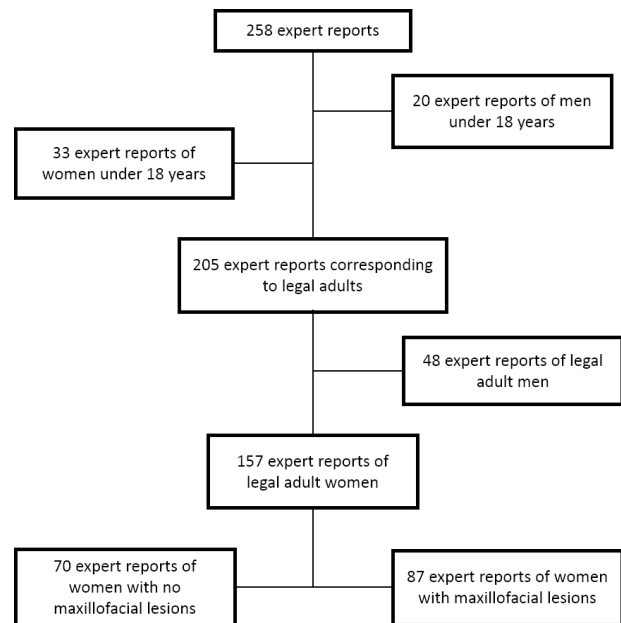 258 expert reports
20 expert reports of men
under 18 years
33 expert reports of
women under 18 years
205 expert reports corresponding
to legal adults
48 expert reports of legal
adult men
157 expert reports of
legal adult women
70 expert reports of
women with no
maxillofacial lesions
87 expert reports of women
with maxillofacial lesions